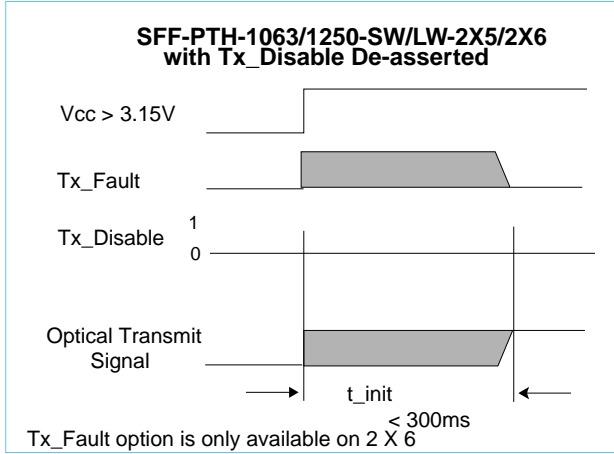 SFF-PTH-1063/1250-SW/LW-2X5/2X6
with Tx_Disable De-asserted
Vcc > 3.15V
Tx_Fault
Tx_Disable
1
0
Optical Transmit
Signal
t_init
< 300ms
Tx_Fault option is only available on 2 X 6